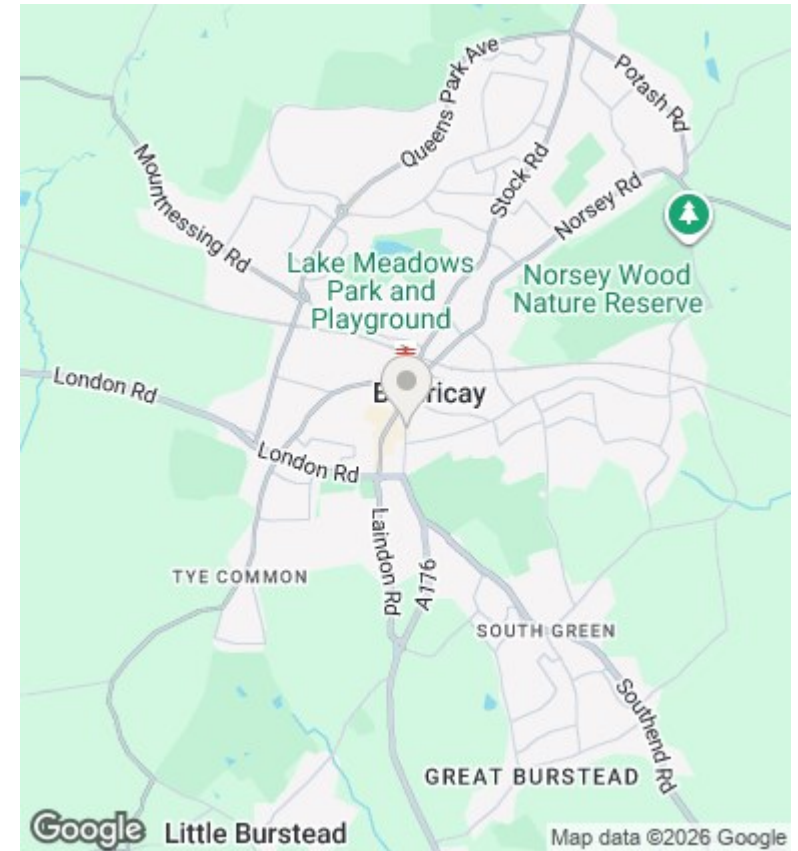 Queens Park Ave
Potash Rd
Mountnessing Rd
Stock Rd
Norsey Rd
Lake Meadows
Park and
Playground
Norsey Wood
Nature Reserve
London Rd
London Rd
Laindon Rd
A176
TYE COMMON
SOUTH GREEN
Southend Rd
GREAT BURSTEAD
Little Burstead
Google
Map data ©2026 Google